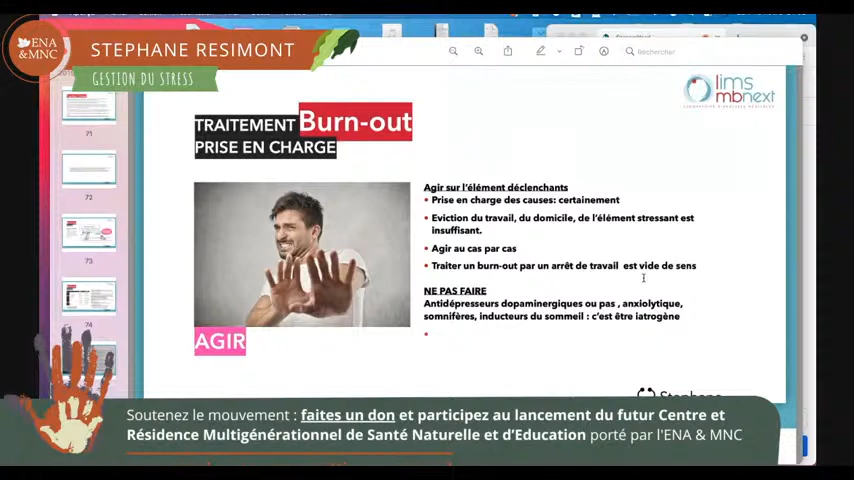 ENA
&MNC
STEPHANE RESIMONT
GESTION DU STRESS
Rechercher
lims
mbnext
71
72
73
74
TRAITEMENT Burn-out
PRISE EN CHARGE
Agir sur l'élément déclenchants
• Prise en charge des causes: certainement
• Eviction du travail, du domicile, de l'élément stressant est
insuffisant.
• Agir au cas par cas
• Traiter un burn-out par un arrêt de travail est vide de sens
NE PAS FAIRE
Antidépresseurs dopaminergiques ou pas , anxiolytique,
somnifères, inducteurs du sommeil : c'est être iatrogène
AGIR
Stephane
Soutenez le mouvement : faites un don et participez au lancement du futur Centre et
Résidence Multigénérationnel de Santé Naturelle et d'Education porté par l'ENA & MNC